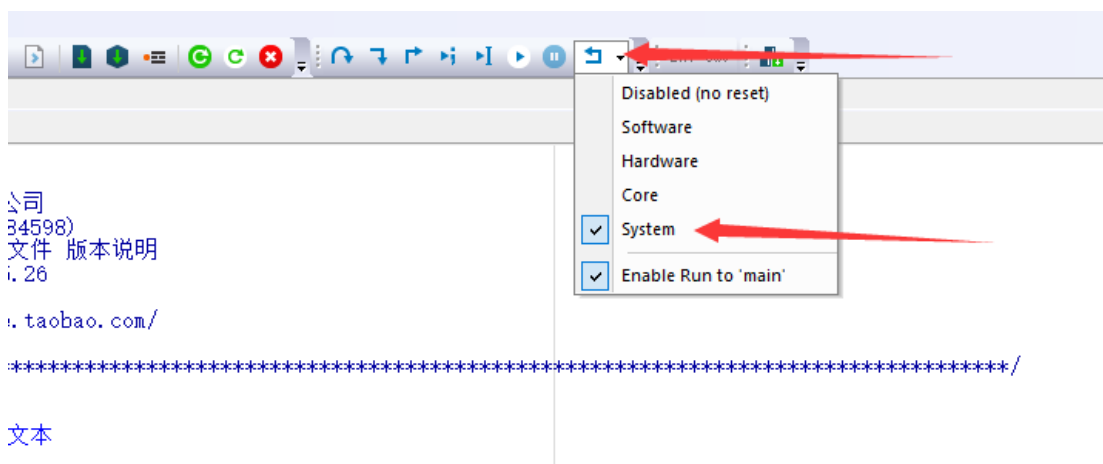 Disabled (no reset)
Software
Hardware
Core
System
Enable Run to 'main'
公司
84598)
文件 版本说明
.26
.taobao.com/
*****************************************************************************************/
文本